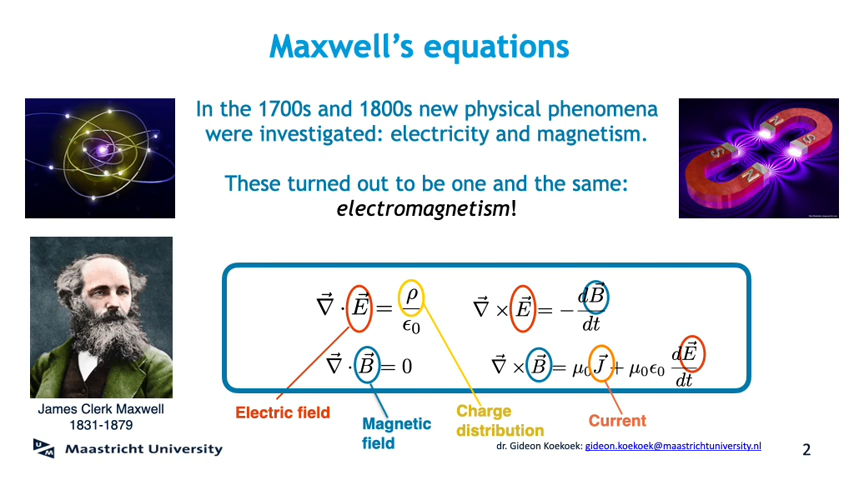 Maxwell's equations
In the 1700s and 1800s new physical phenomena
were investigated: electricity and magnetism.
These turned out to be one and the same:
electromagnetism!
S
N
N
S
∇⃗ · E⃗ = ρ/ϵ₀
∇⃗ × E⃗ = − dB⃗/dt
∇⃗ · B⃗ = 0
∇⃗ × B⃗ = μ₀J⃗ + μ₀ϵ₀ dE⃗/dt
Electric field
Magnetic
field
Charge
distribution
Current
James Clerk Maxwell
1831-1879
UM
Maastricht University
dr. Gideon Koekoek: gideon.koekoek@maastrichtuniversity.nl
2